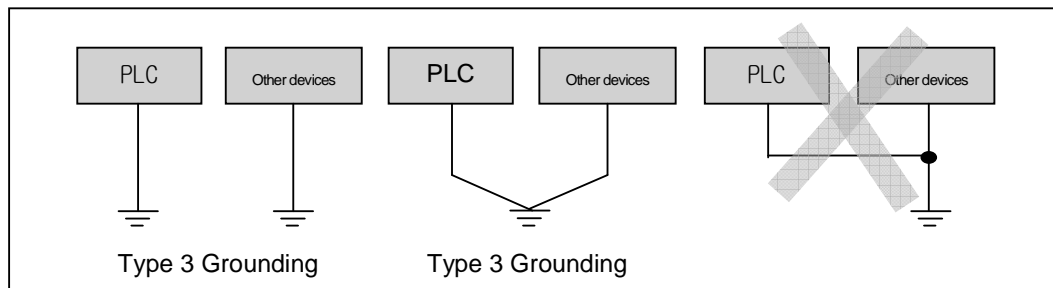 PLC Other devices PLC Other devices PLC Other devices
Type 3 Grounding Type 3 Grounding